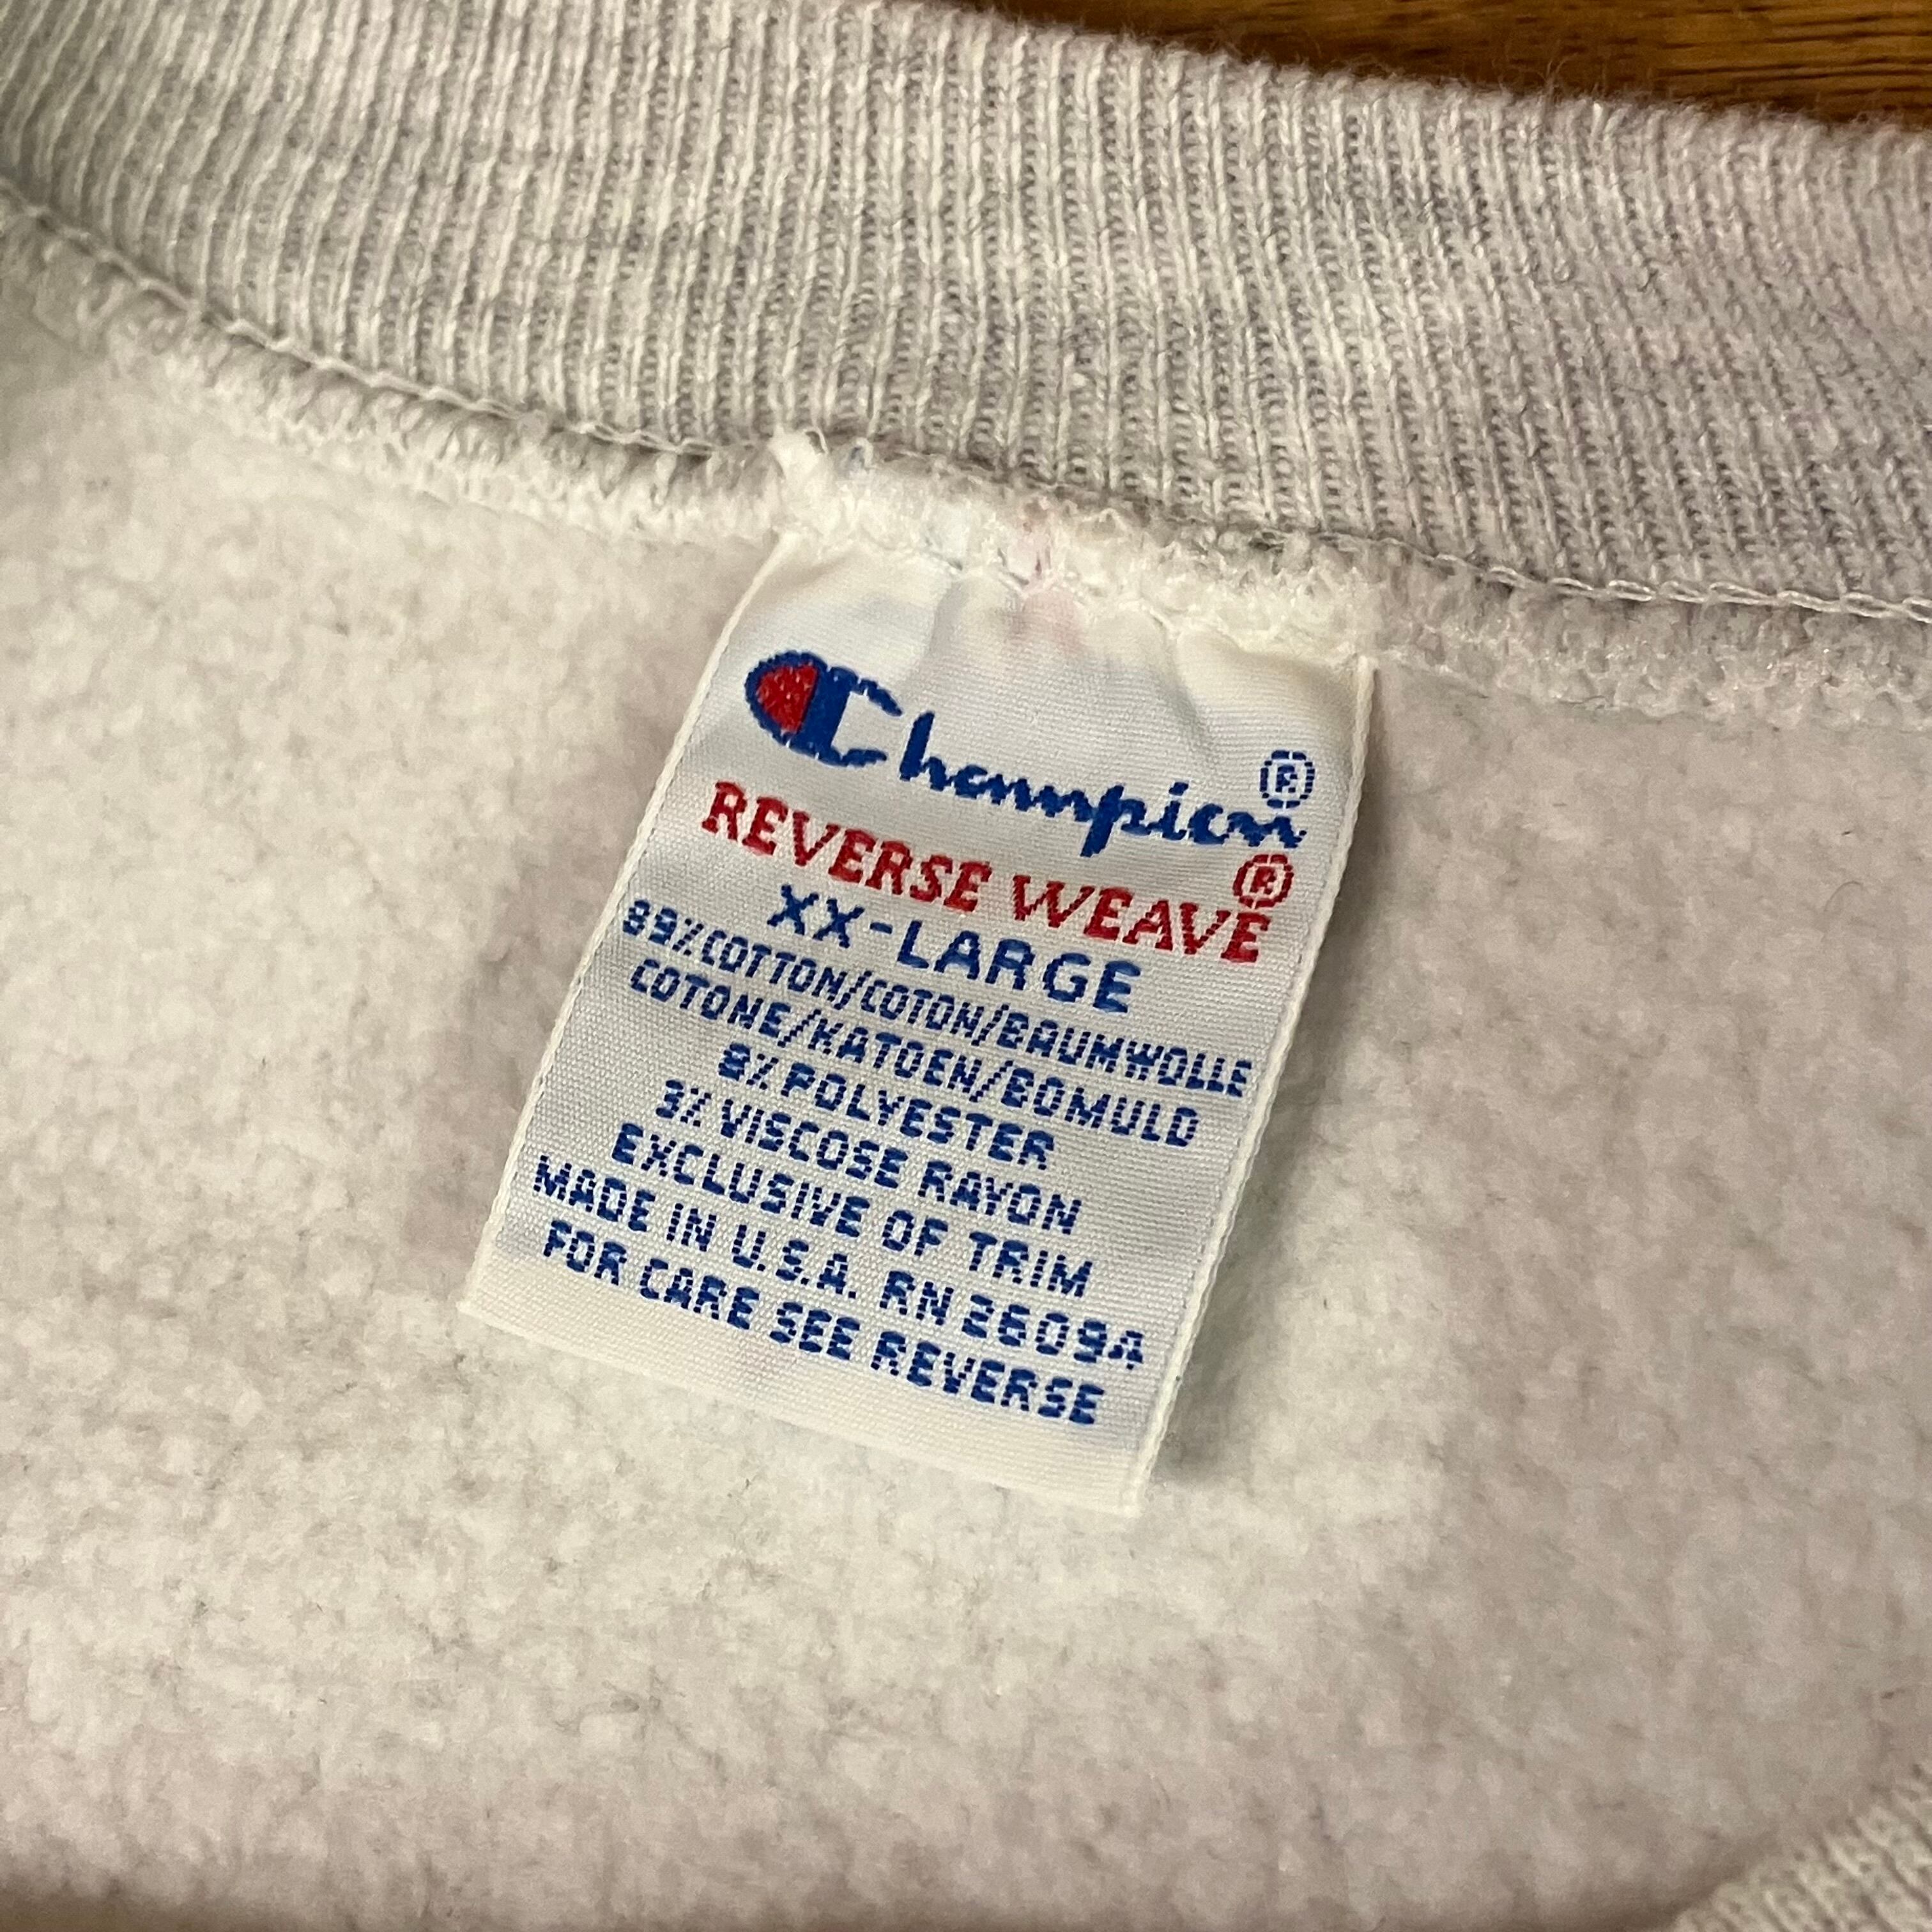 Champion®
REVERSE WEAVE®
XX-LARGE
89% COTTON/COTON/BAUMWOLLE
COTONE/KATOEN/BOMULD
8% POLYESTER
3% VISCOSE RAYON
EXCLUSIVE OF TRIM
MADE IN U.S.A. RN 26094
FOR CARE SEE REVERSE